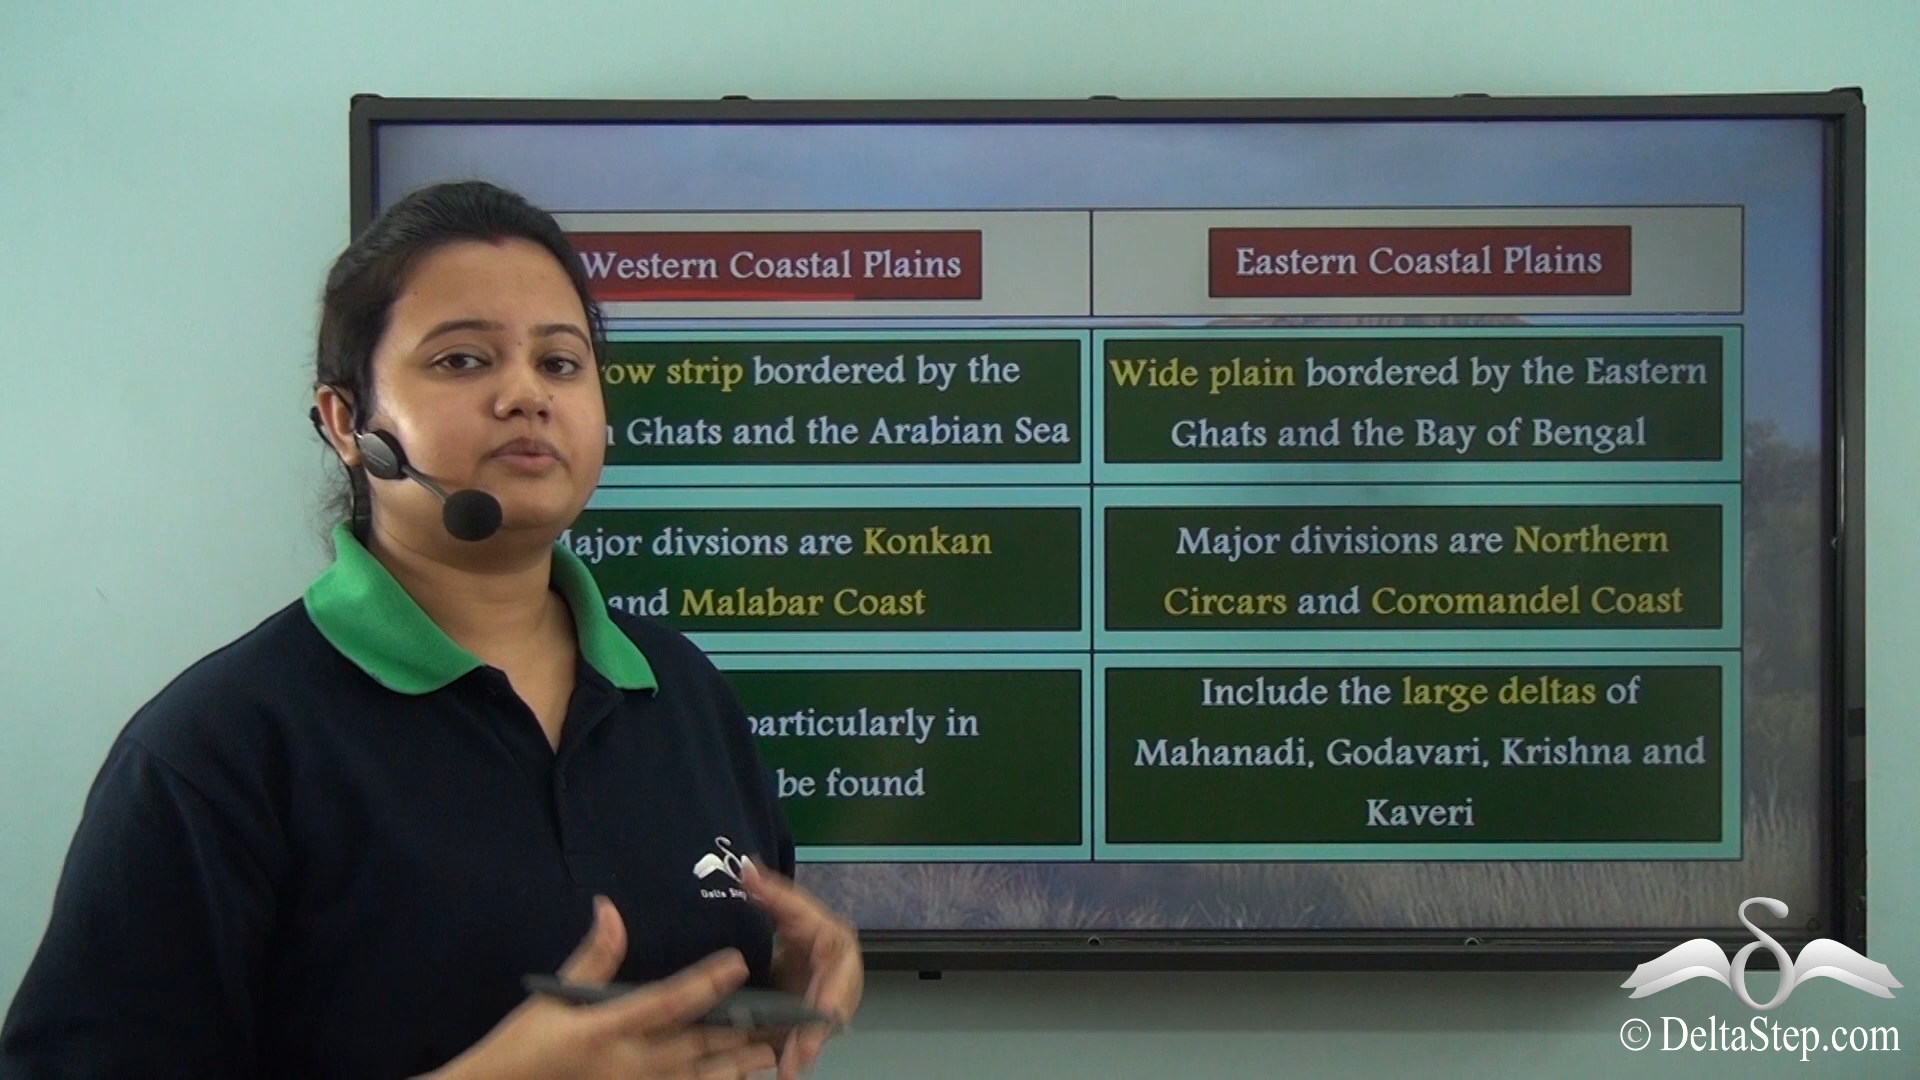 Western Coastal Plains
Eastern Coastal Plains
strip bordered by the
Ghats and the Arabian Sea
Wide plain bordered by the Eastern
Ghats and the Bay of Bengal
Major divsions are Konkan
and Malabar Coast
Major divisions are Northern
Circars and Coromandel Coast
particularly in
be found
Include the large deltas of
Mahanadi, Godavari, Krishna and
Kaveri
Delta Step
© DeltaStep.com